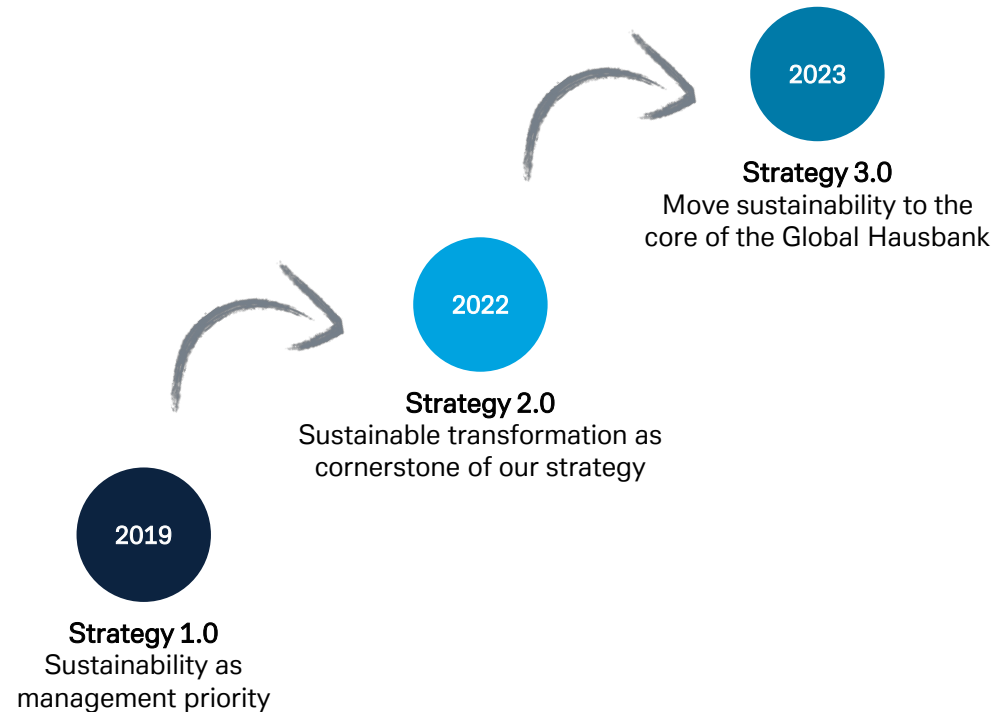 2019
Strategy 1.0
Sustainability as
management priority
2022
Strategy 2.0
Sustainable transformation as
cornerstone of our strategy
2023
Strategy 3.0
Move sustainability to the
core of the Global Hausbank